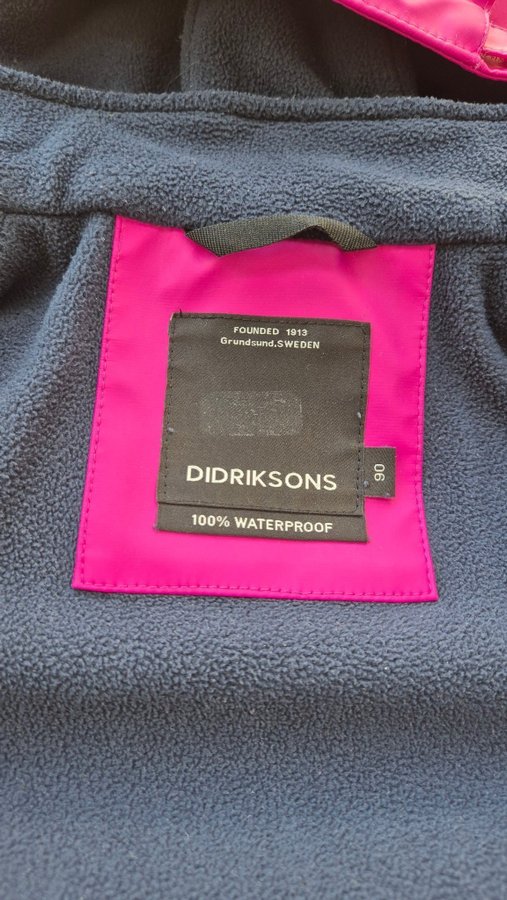 FOUNDED 1913
Grundsund.SWEDEN
DIDRIKSONS
90
100% WATERPROOF